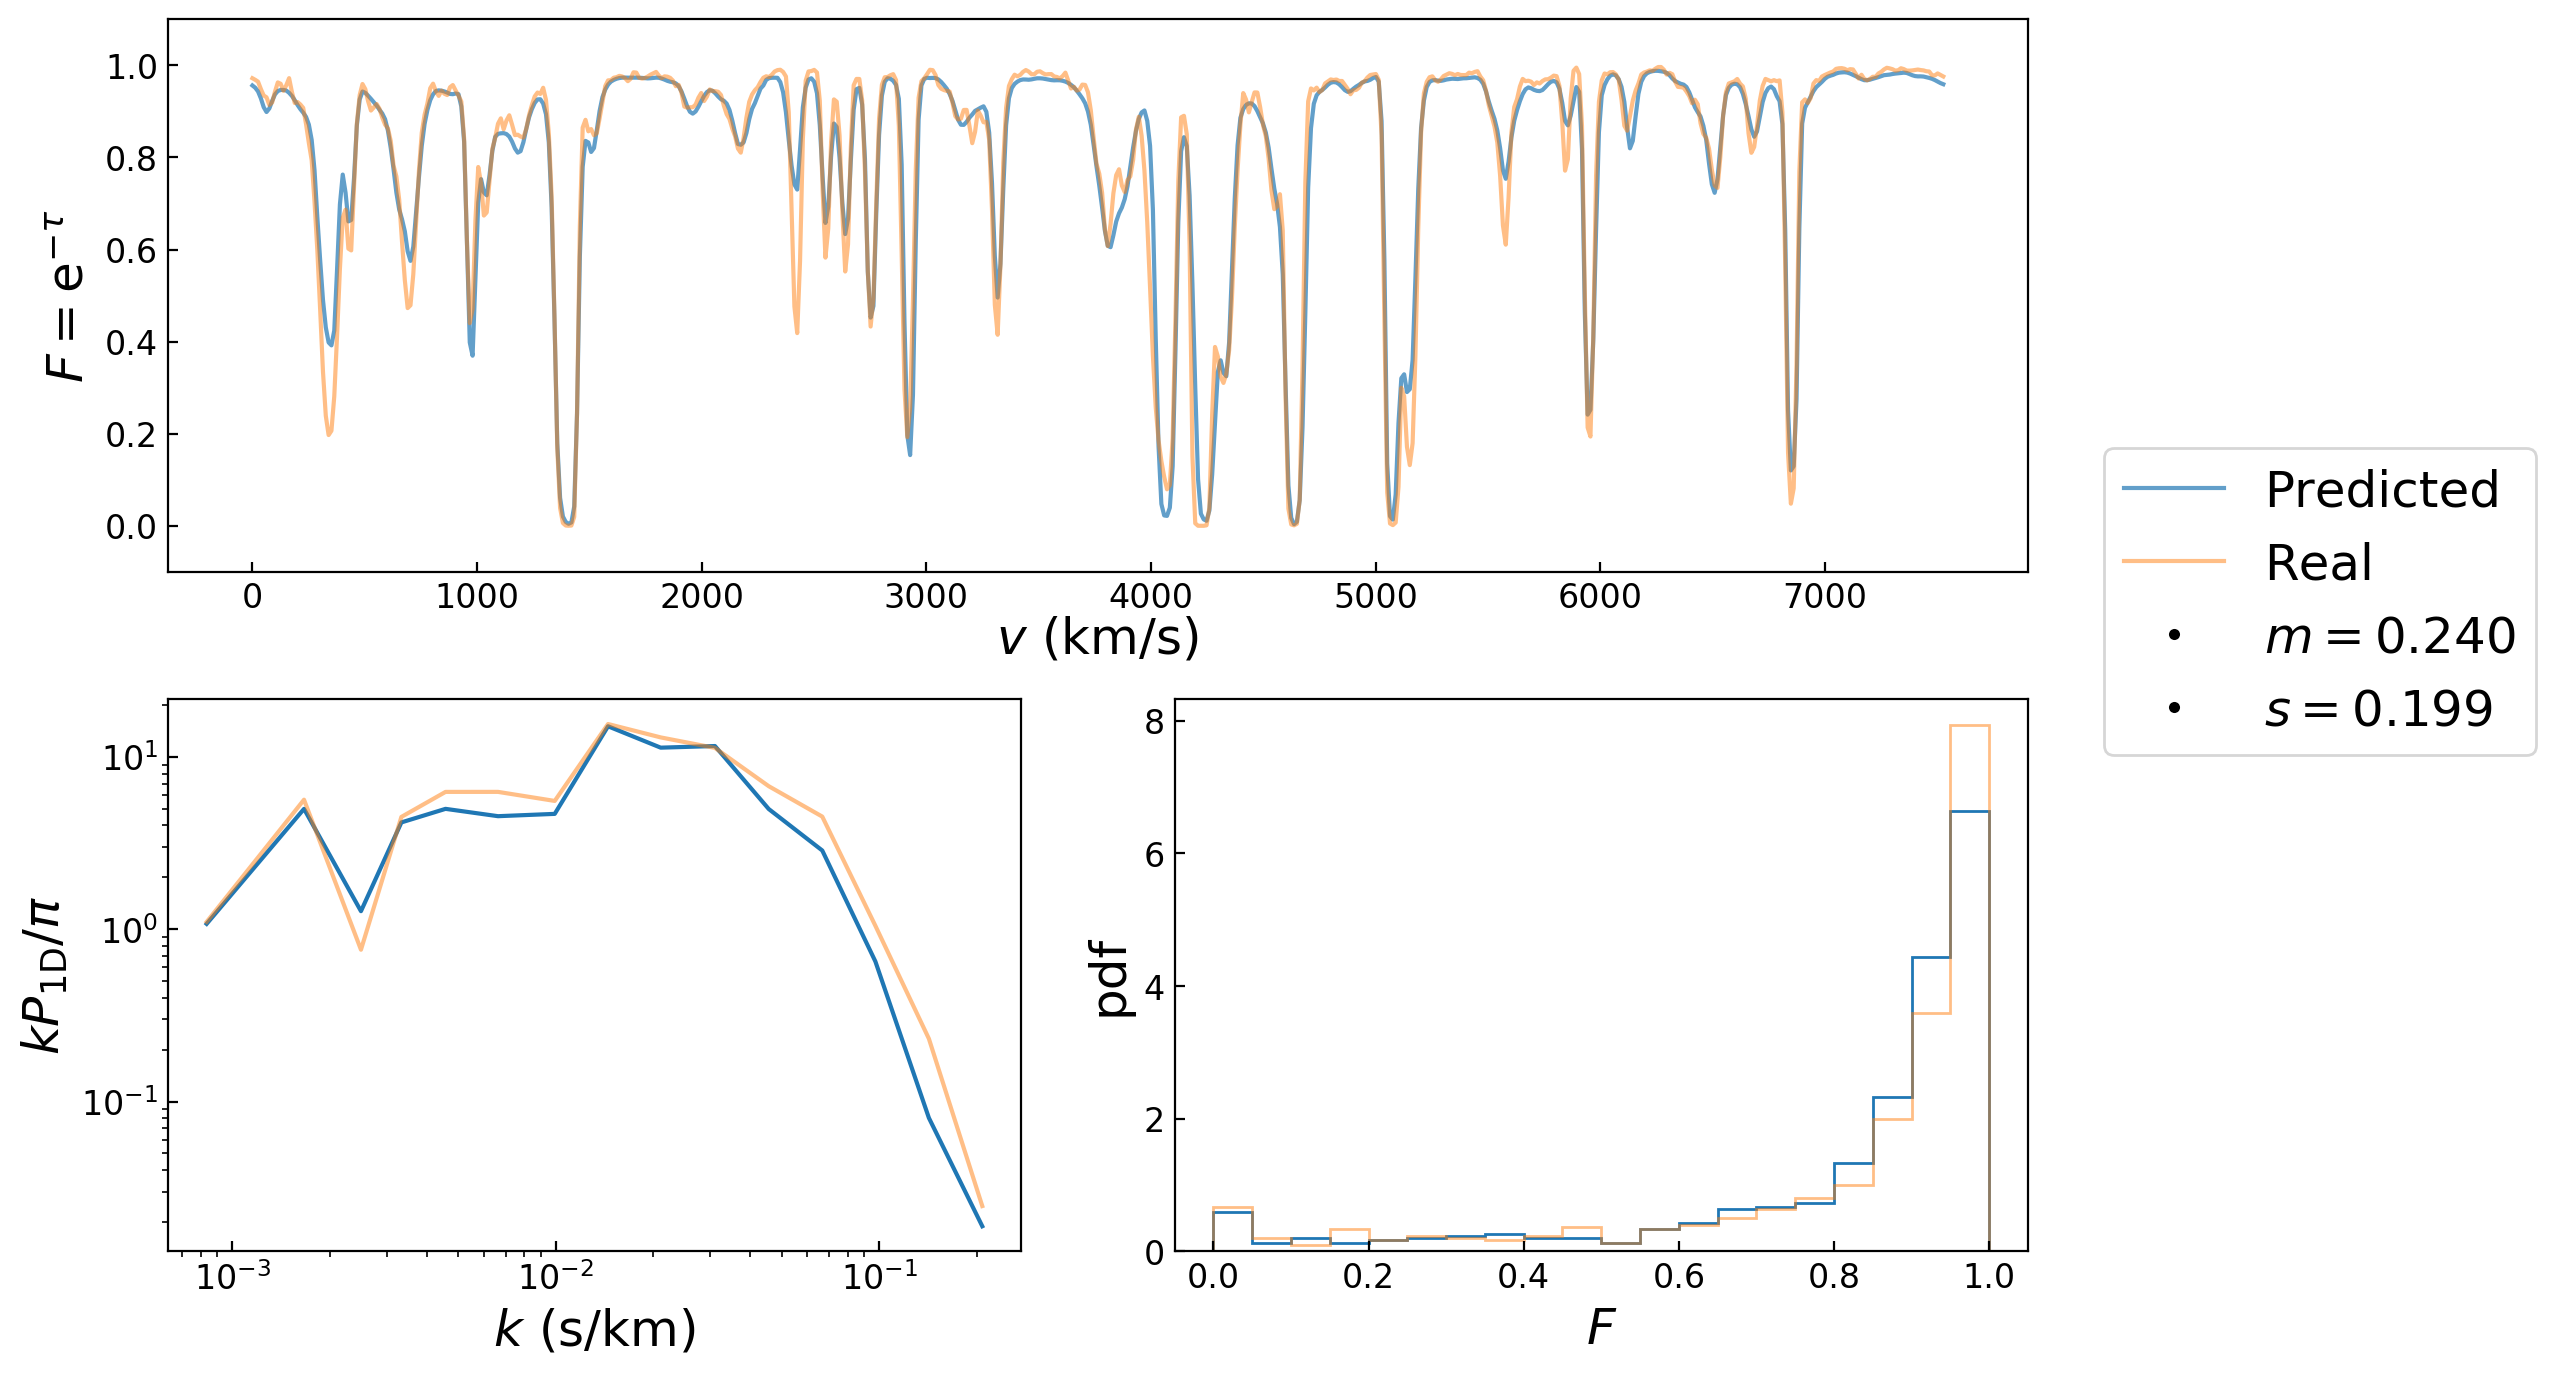 F = e^{−τ}
1.0
0.8
0.6
0.4
0.2
0.0
0 1000 2000 3000 4000 5000 6000 7000
v (km/s)
Predicted
Real
m = 0.240
s = 0.199
kP_{1D}/π
10^1
10^0
10^{−1}
10^{−3} 10^{−2} 10^{−1}
k (s/km)
pdf
8
6
4
2
0
0.0 0.2 0.4 0.6 0.8 1.0
F